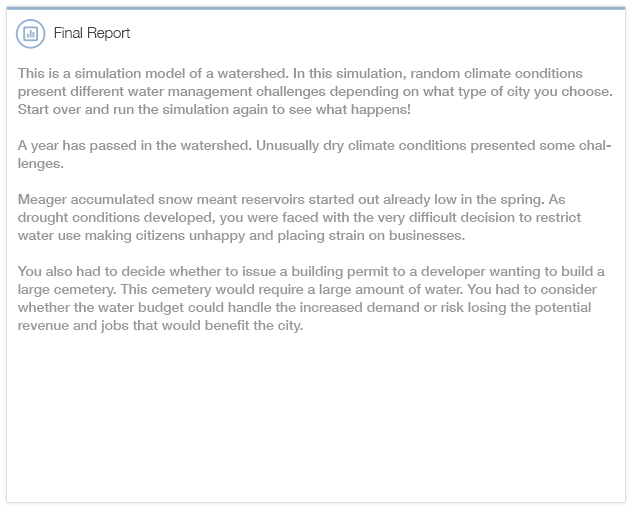 Final Report
This is a simulation model of a watershed. In this simulation, random climate conditions
present different water management challenges depending on what type of city you choose.
Start over and run the simulation again to see what happens!
A year has passed in the watershed. Unusually dry climate conditions presented some chal-
lenges.
Meager accumulated snow meant reservoirs started out already low in the spring. As
drought conditions developed, you were faced with the very difficult decision to restrict
water use making citizens unhappy and placing strain on businesses.
You also had to decide whether to issue a building permit to a developer wanting to build a
large cemetery. This cemetery would require a large amount of water. You had to consider
whether the water budget could handle the increased demand or risk losing the potential
revenue and jobs that would benefit the city.